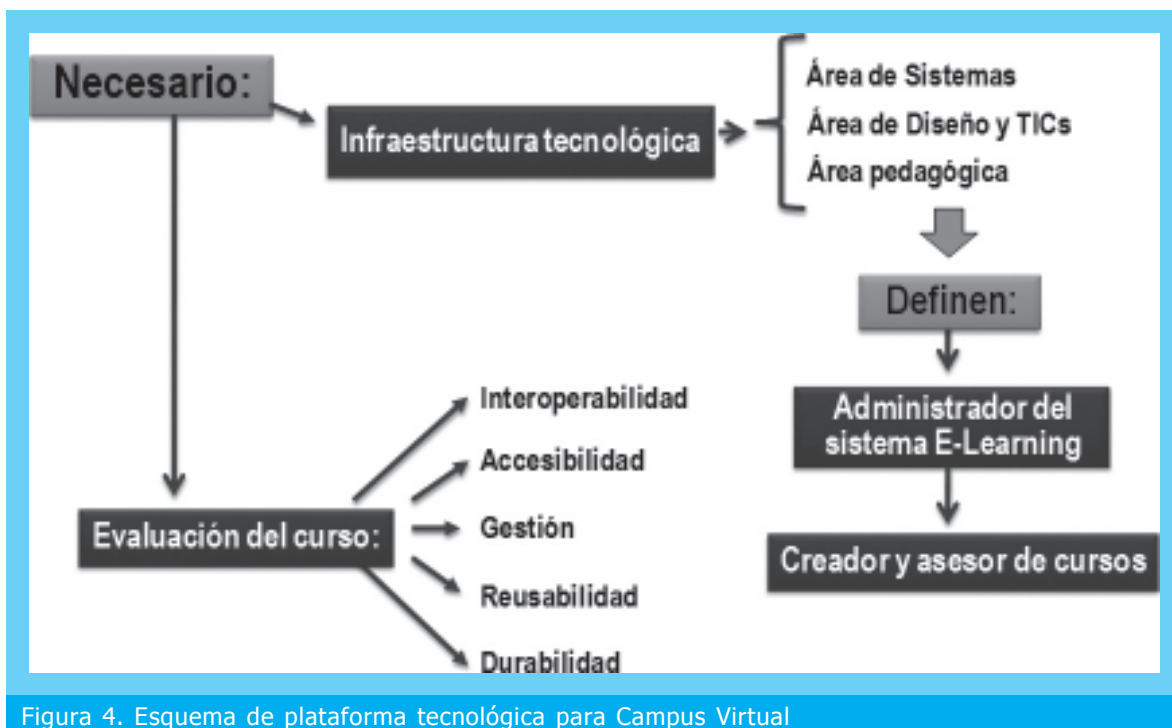 Necesario:
Infraestructura tecnológica
Área de Sistemas
Área de Diseño y TICs
Área pedagógica
Definen:
Administrador del
sistema E-Learning
Creador y asesor de cursos
Evaluación del curso:
Interoperabilidad
Accesibilidad
Gestión
Reusabilidad
Durabilidad
Figura 4. Esquema de plataforma tecnológica para Campus Virtual